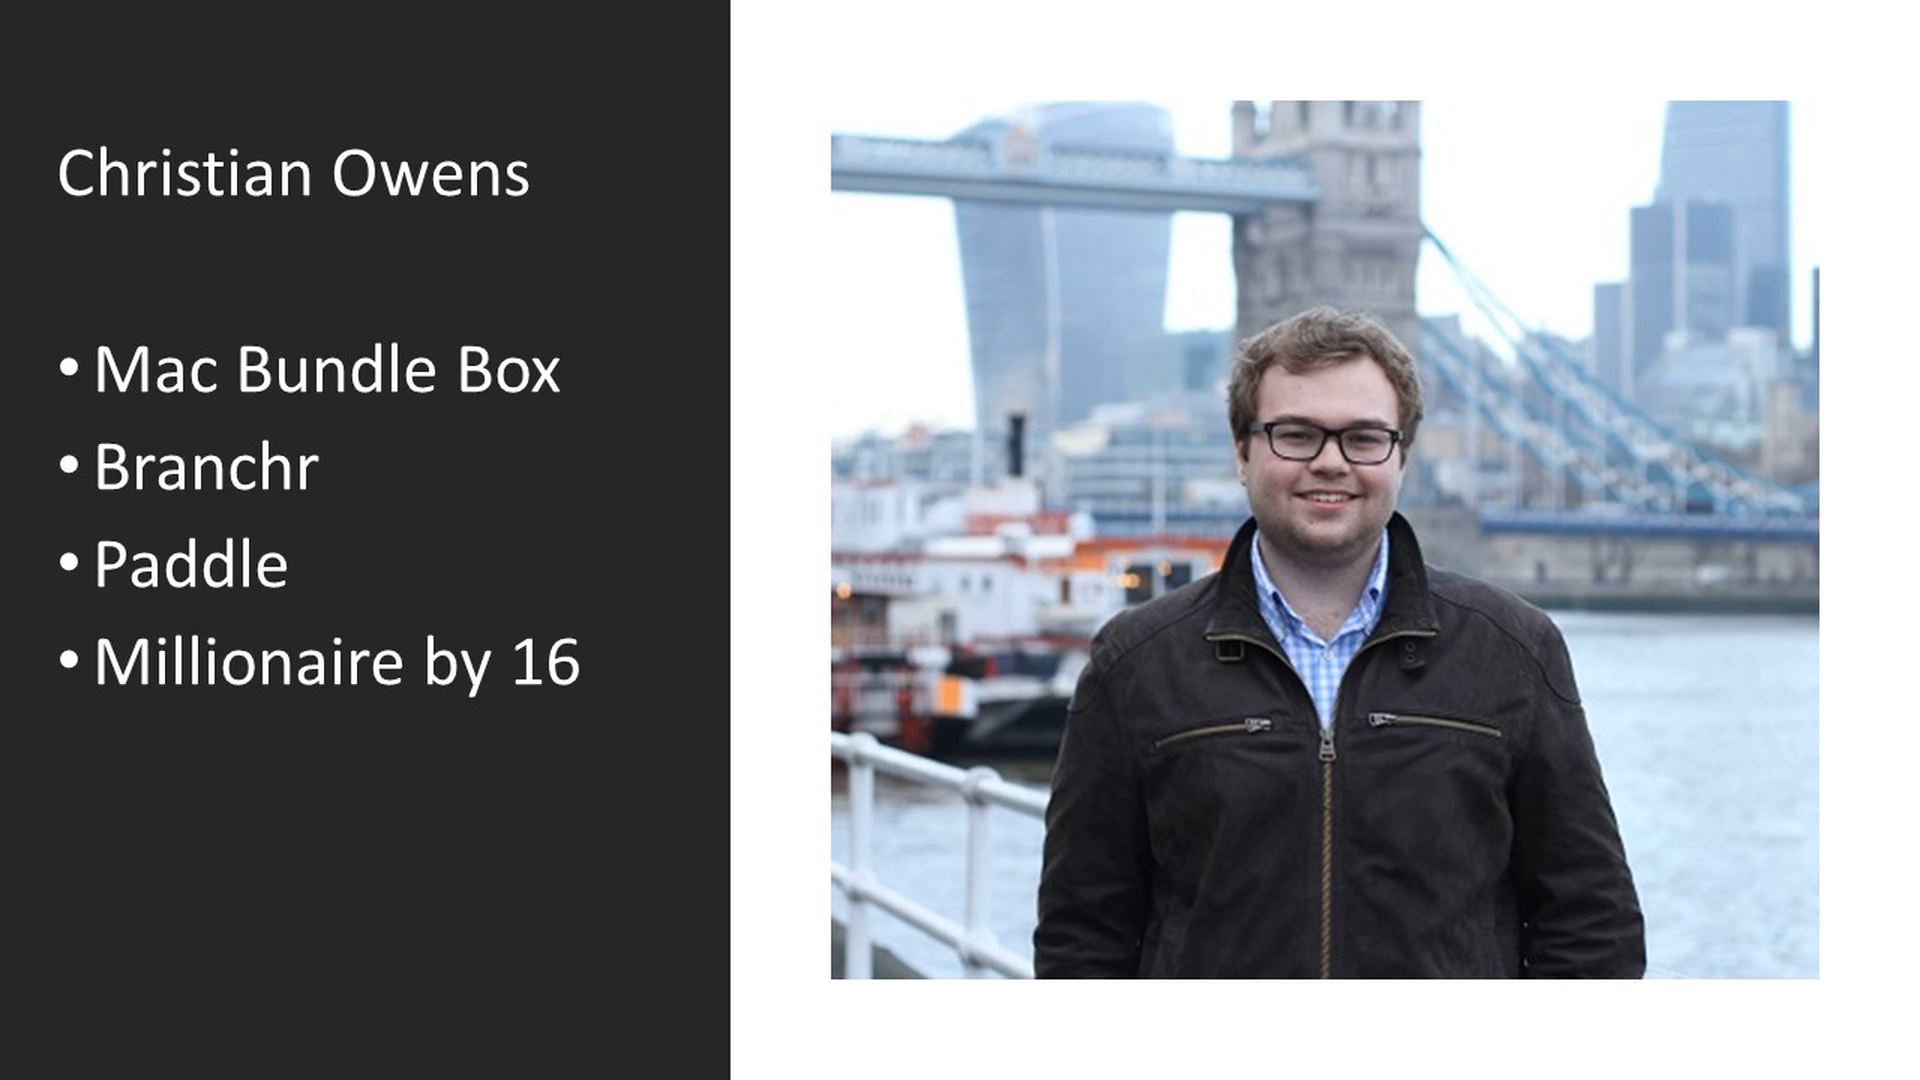 Christian Owens
• Mac Bundle Box
• Branchr
• Paddle
• Millionaire by 16